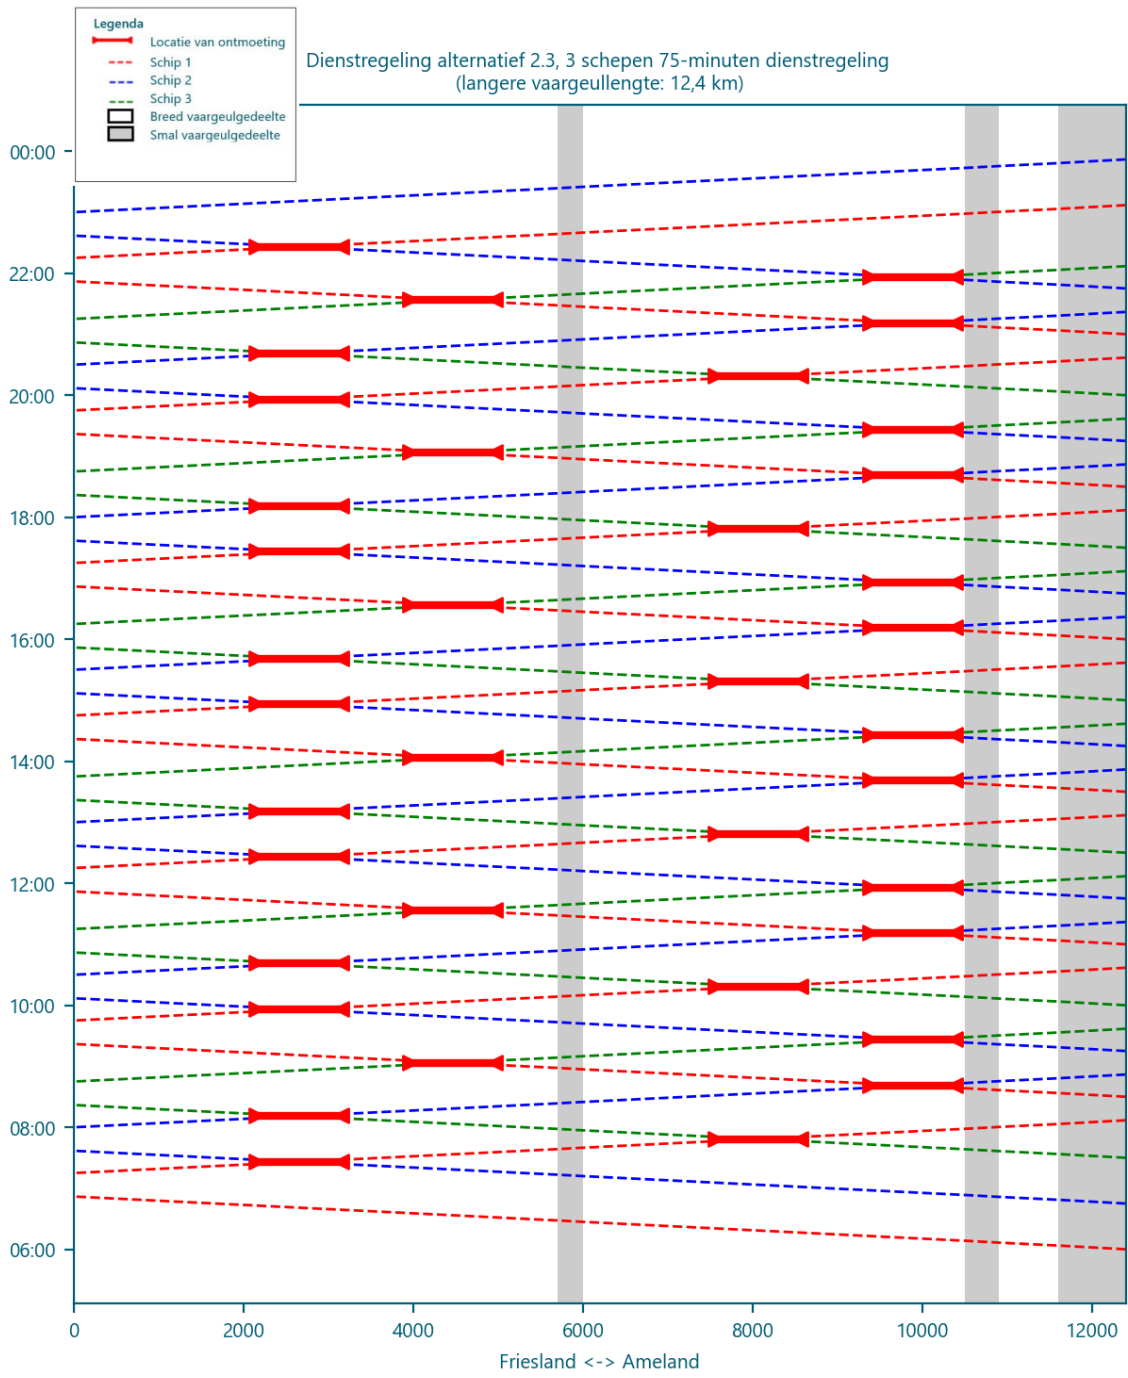 Legenda
Locatie van ontmoeting
Schip 1
Schip 2
Schip 3
Breed vaargeulgedeelte
Smal vaargeulgedeelte
Dienstregeling alternatief 2.3, 3 schepen 75-minuten dienstregeling
(langere vaargeullengte: 12,4 km)
00:00
22:00
20:00
18:00
16:00
14:00
12:00
10:00
08:00
06:00
0 2000 4000 6000 8000 10000 12000
Friesland <-> Ameland